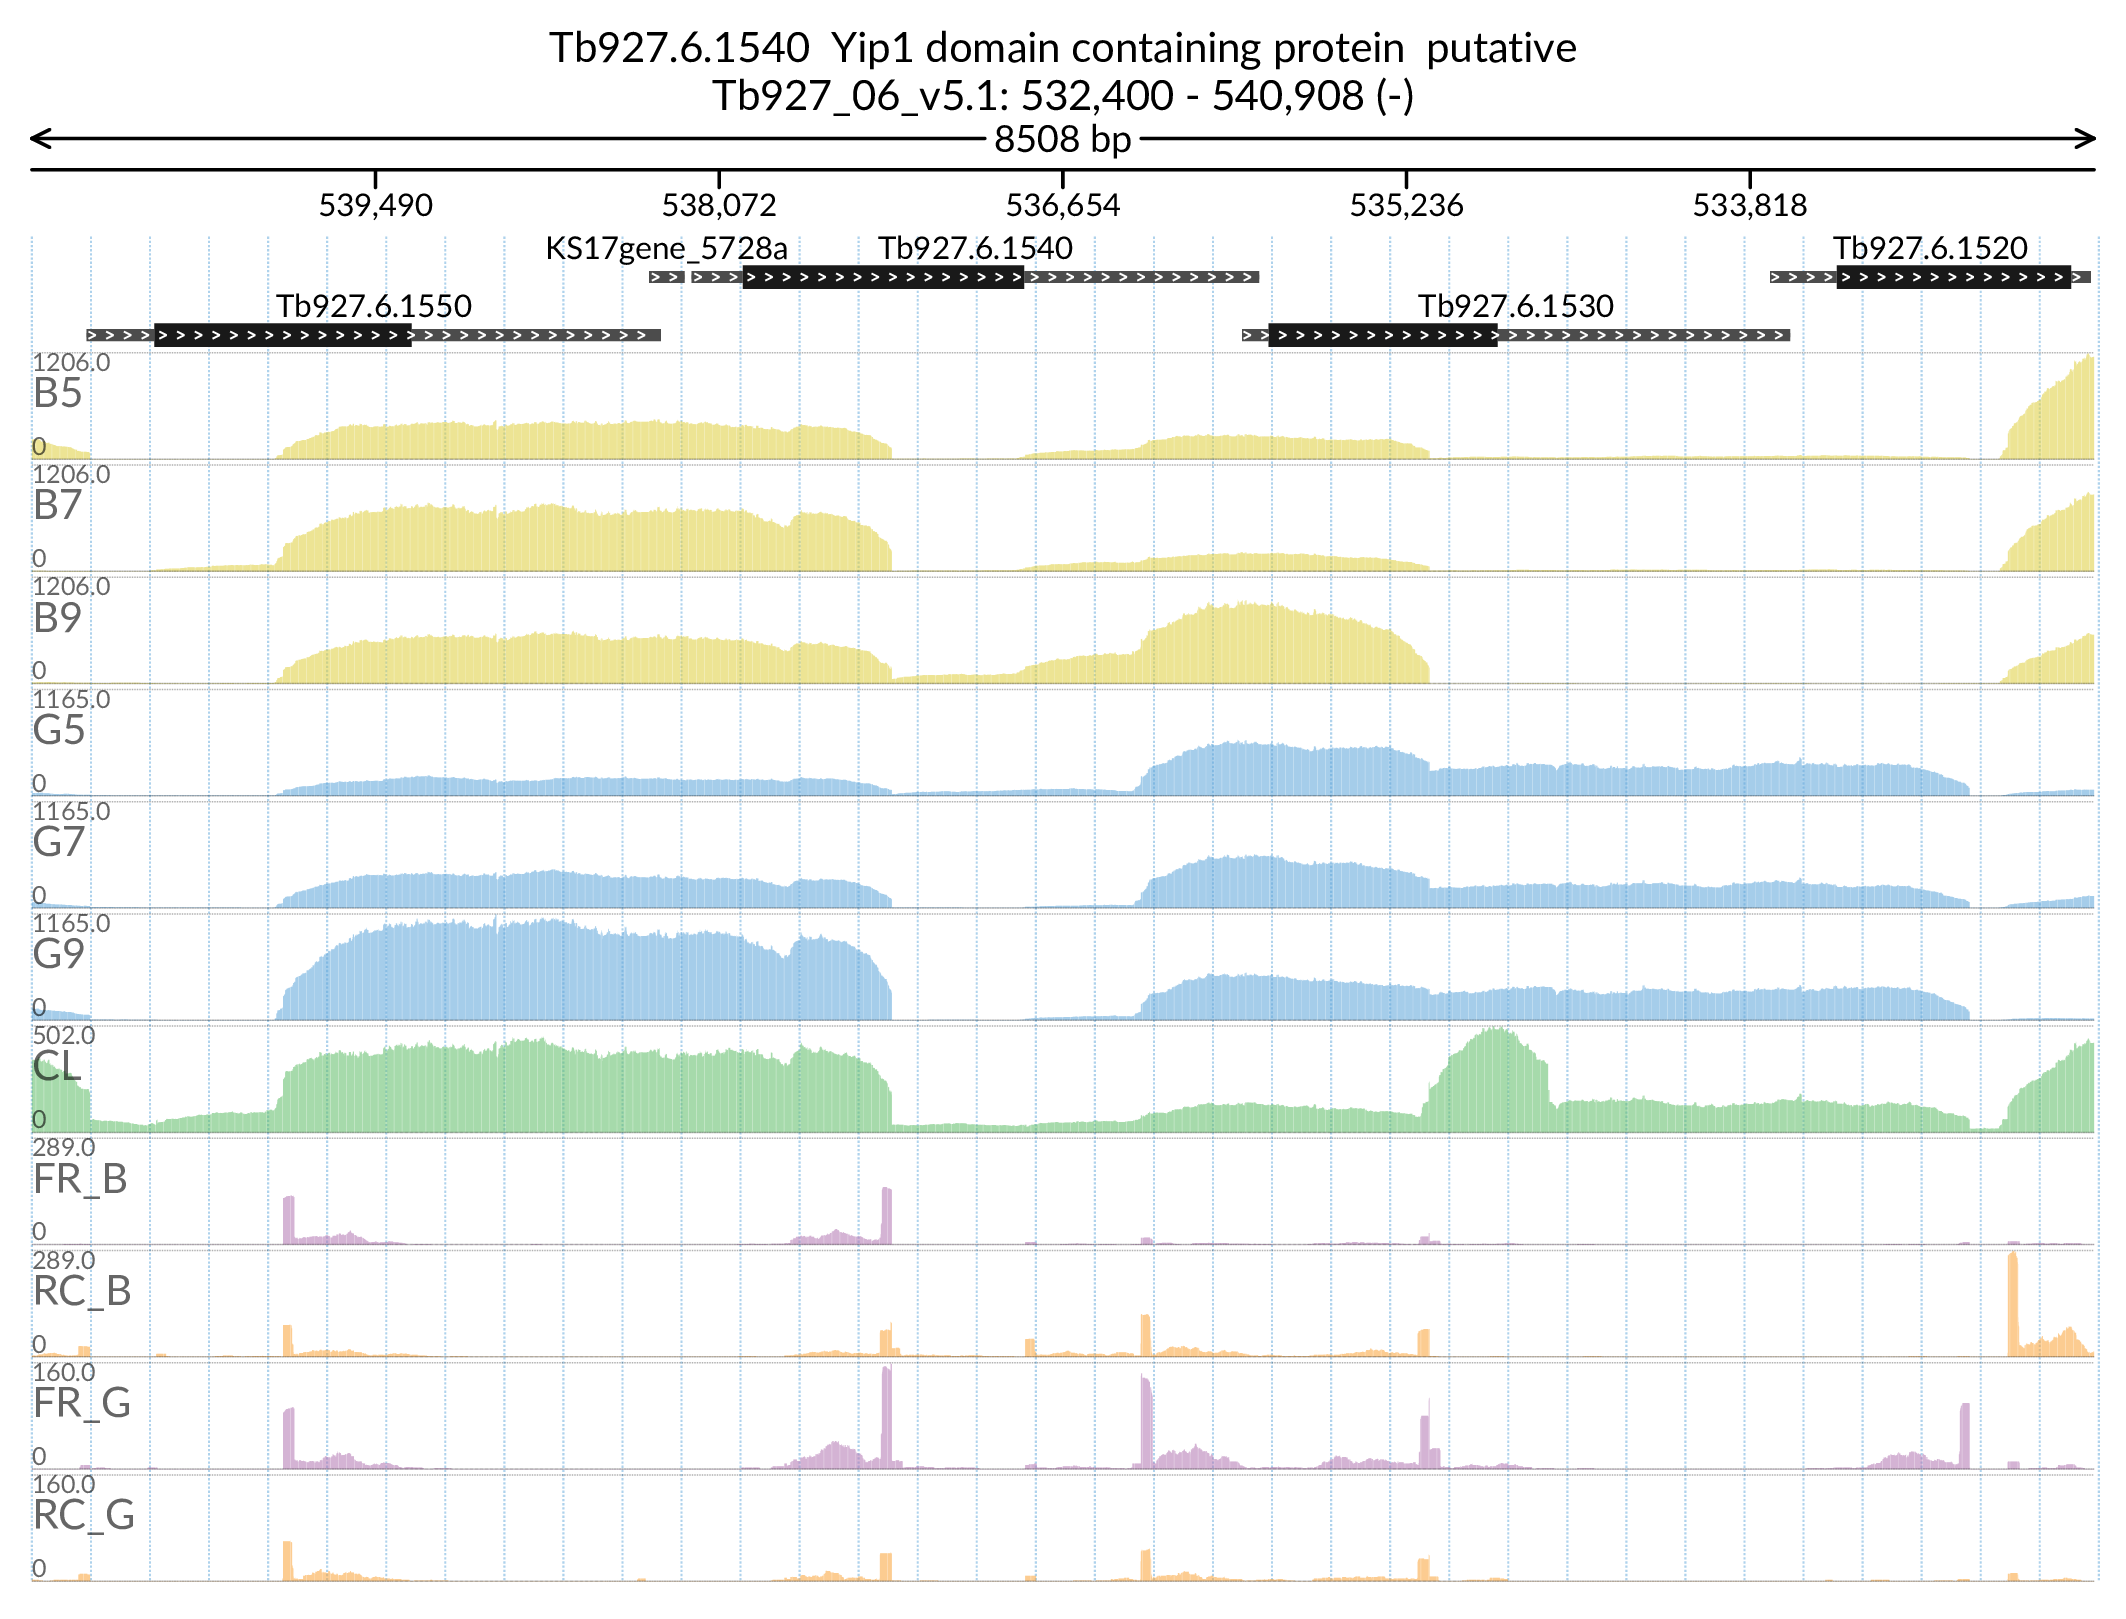 Tb927.6.1540  Yip1 domain containing protein  putative
Tb927_06_v5.1: 532,400 - 540,908 (-)
8508 bp
539,490 538,072 536,654 535,236 533,818
KS17gene_5728a Tb927.6.1540 Tb927.6.1520
Tb927.6.1550 Tb927.6.1530
1206.0
B5
0
1206.0
B7
0
1206.0
B9
0
1165.0
G5
0
1165.0
G7
0
1165.0
G9
0
502.0
CL
0
289.0
FR_B
0
289.0
RC_B
0
160.0
FR_G
0
160.0
RC_G
0